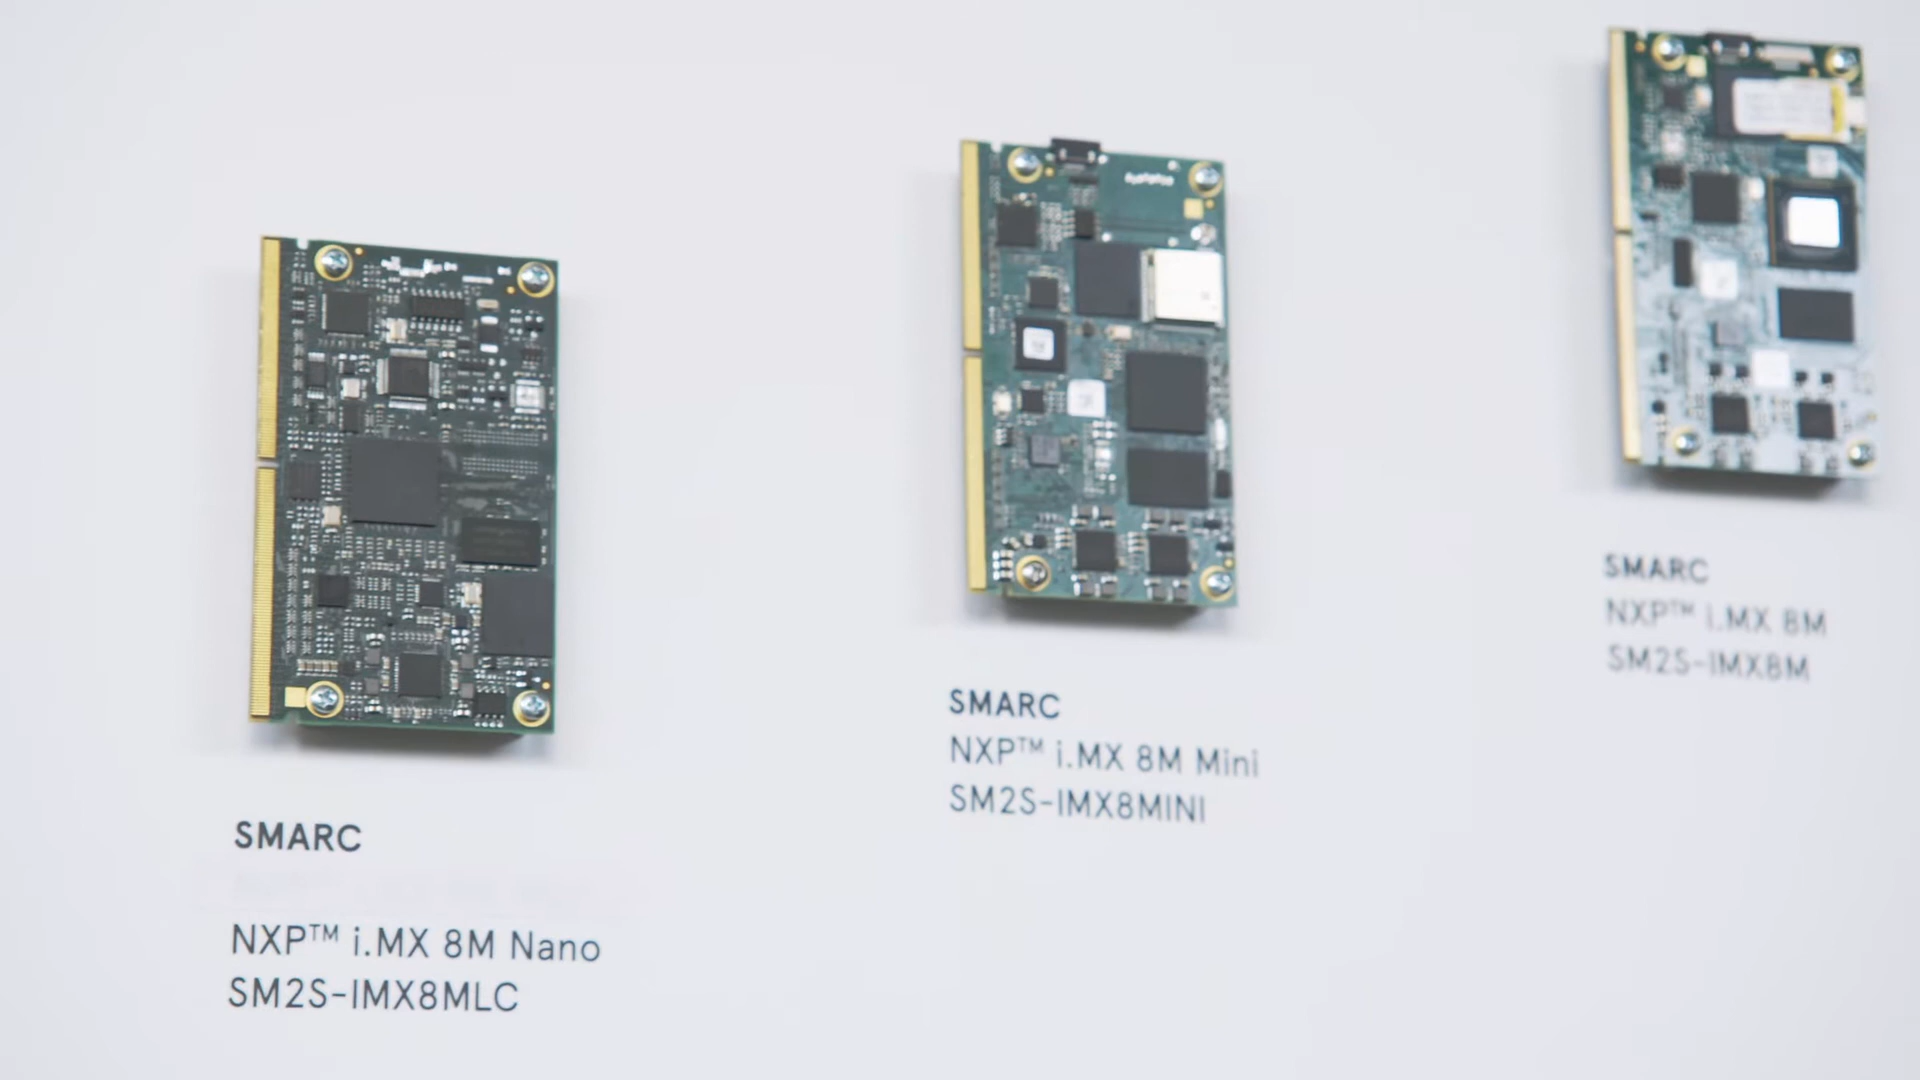 SMARC
NXP™ i.MX 8M Nano
SM2S-IMX8MLC
SMARC
NXP™ i.MX 8M Mini
SM2S-IMX8MINI
SMARC
NXP™ i.MX 8M
SM2S-IMX8M